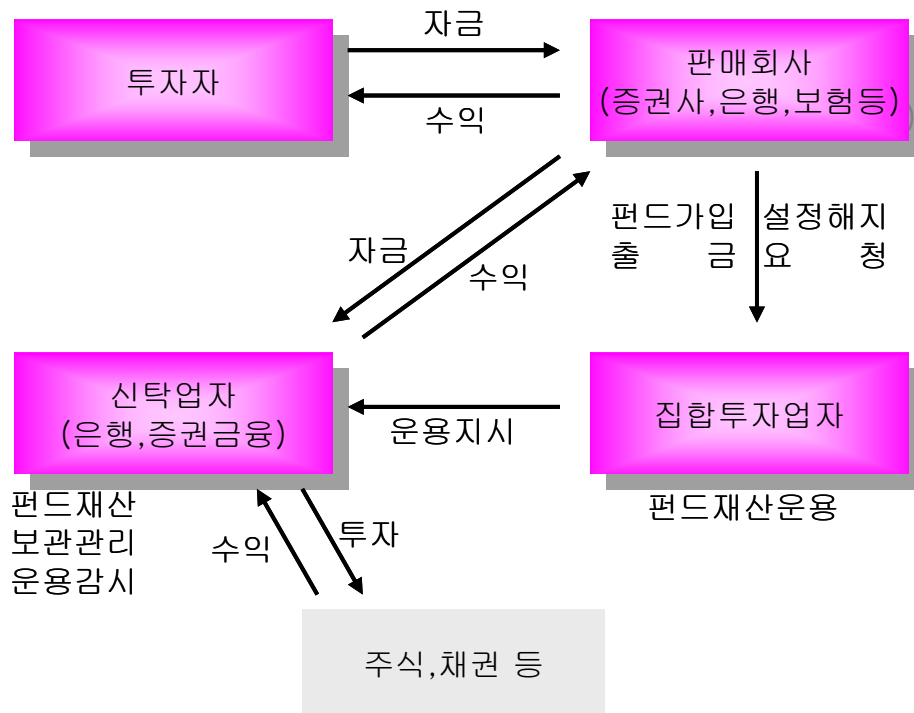 자금
투자자
판매회사
(증권사,은행,보험등)
수익
펀드가입 설정해지
출 금 요 청
자금
수익
신탁업자
(은행,증권금융)
운용지시
집합투자업자
펀드재산
보관관리
운용감시
펀드재산운용
수익
투자
주식,채권 등